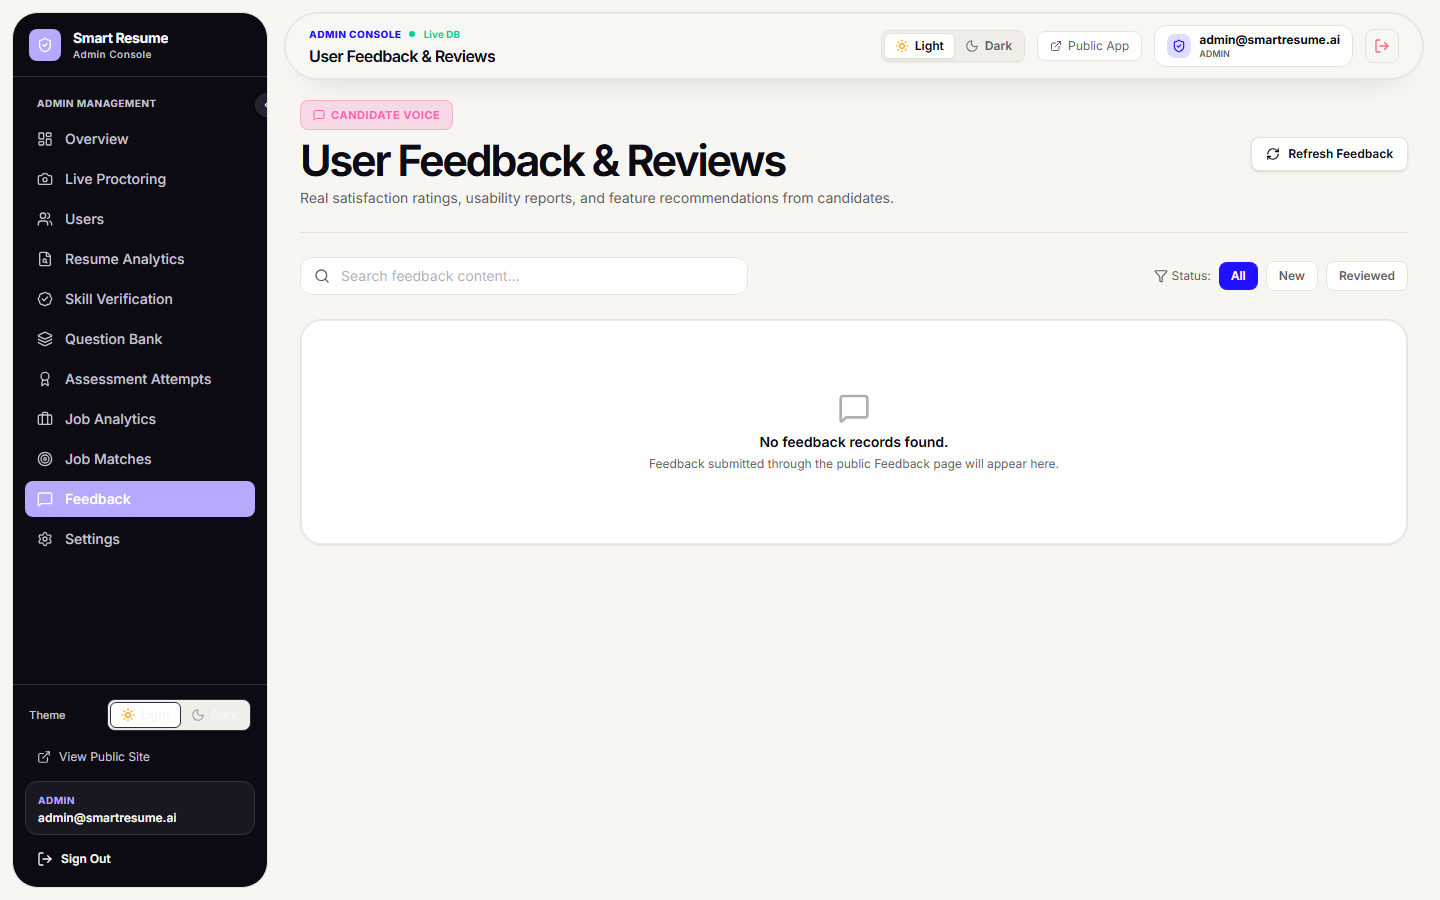 Smart Resume
Admin Console
ADMIN MANAGEMENT
Overview
Live Proctoring
Users
Resume Analytics
Skill Verification
Question Bank
Assessment Attempts
Job Analytics
Job Matches
Feedback
Settings
Theme
Light
Dark
View Public Site
ADMIN
admin@smartresume.ai
Sign Out
ADMIN CONSOLE
Live DB
User Feedback & Reviews
Light
Dark
Public App
admin@smartresume.ai
ADMIN
CANDIDATE VOICE
User Feedback & Reviews
Real satisfaction ratings, usability reports, and feature recommendations from candidates.
Refresh Feedback
Search feedback content...
Status:
All
New
Reviewed
No feedback records found.
Feedback submitted through the public Feedback page will appear here.